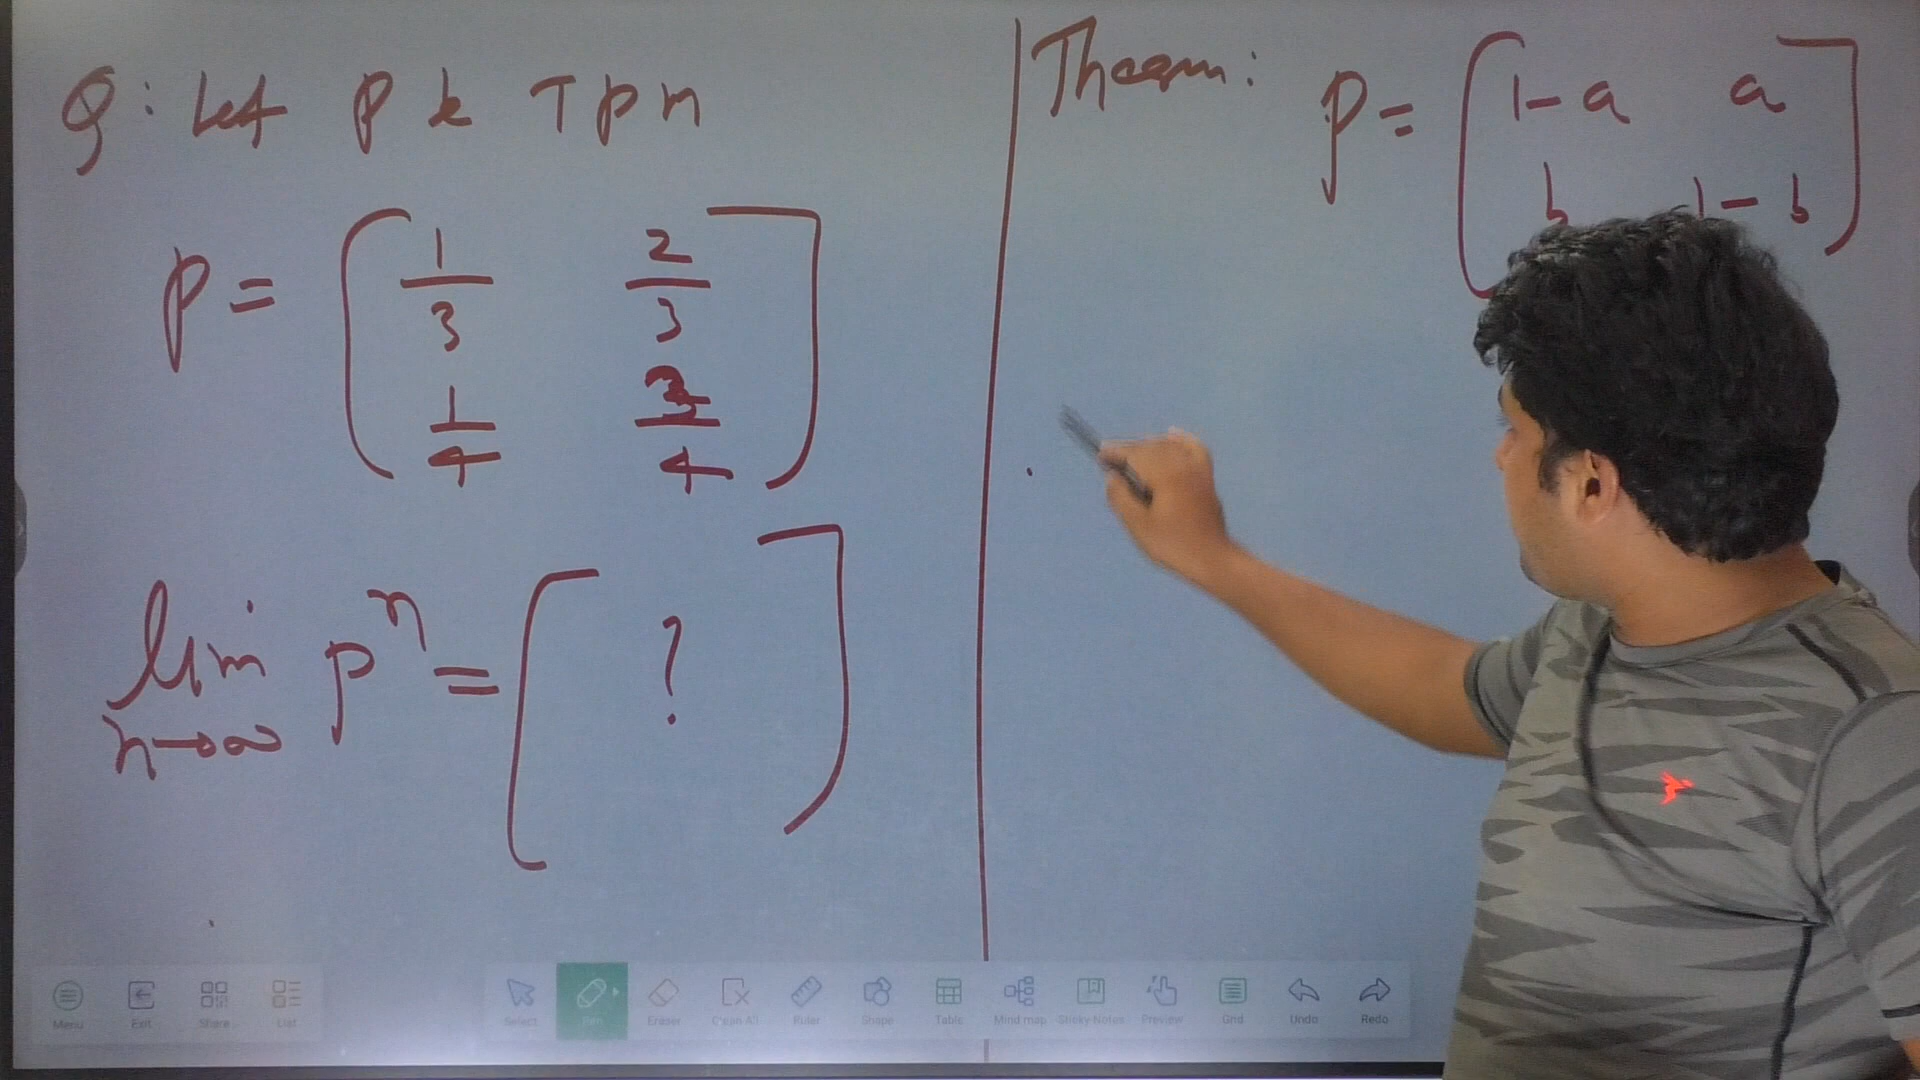 Q: Let P be TPM
P = [ 1/3 2/3
1/4 3/4 ]
lim n→∞ P^n = [ ? ]
Theorem: P = [ 1-a a
b 1-b ]
Menu Exit Share List Select Pen Eraser Clean All Ruler Shape Table Mind map Sticky Notes Preview Grid Undo Redo